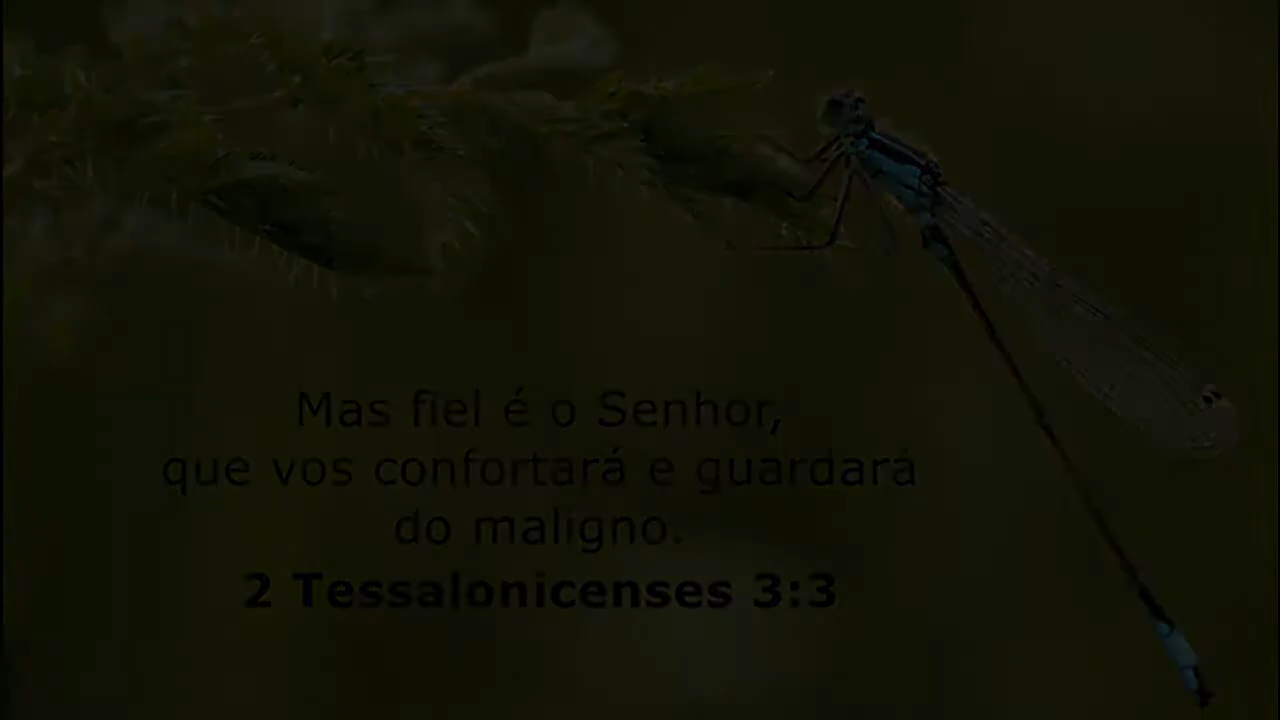 Mas fiel é o Senhor,
que vos confortará e guardará
do maligno.
2 Tessalonicenses 3:3